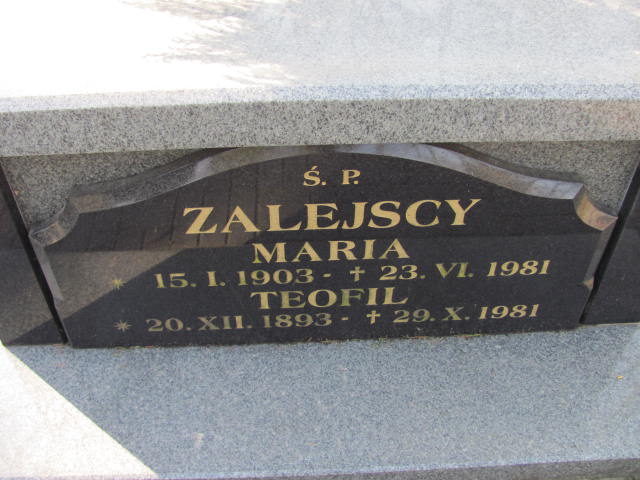 Ś. P.
ZALEJSCY
MARIA
* 15. I. 1903 - † 23. VI. 1981
TEOFIL
* 20. XII. 1893 - † 29. X. 1981